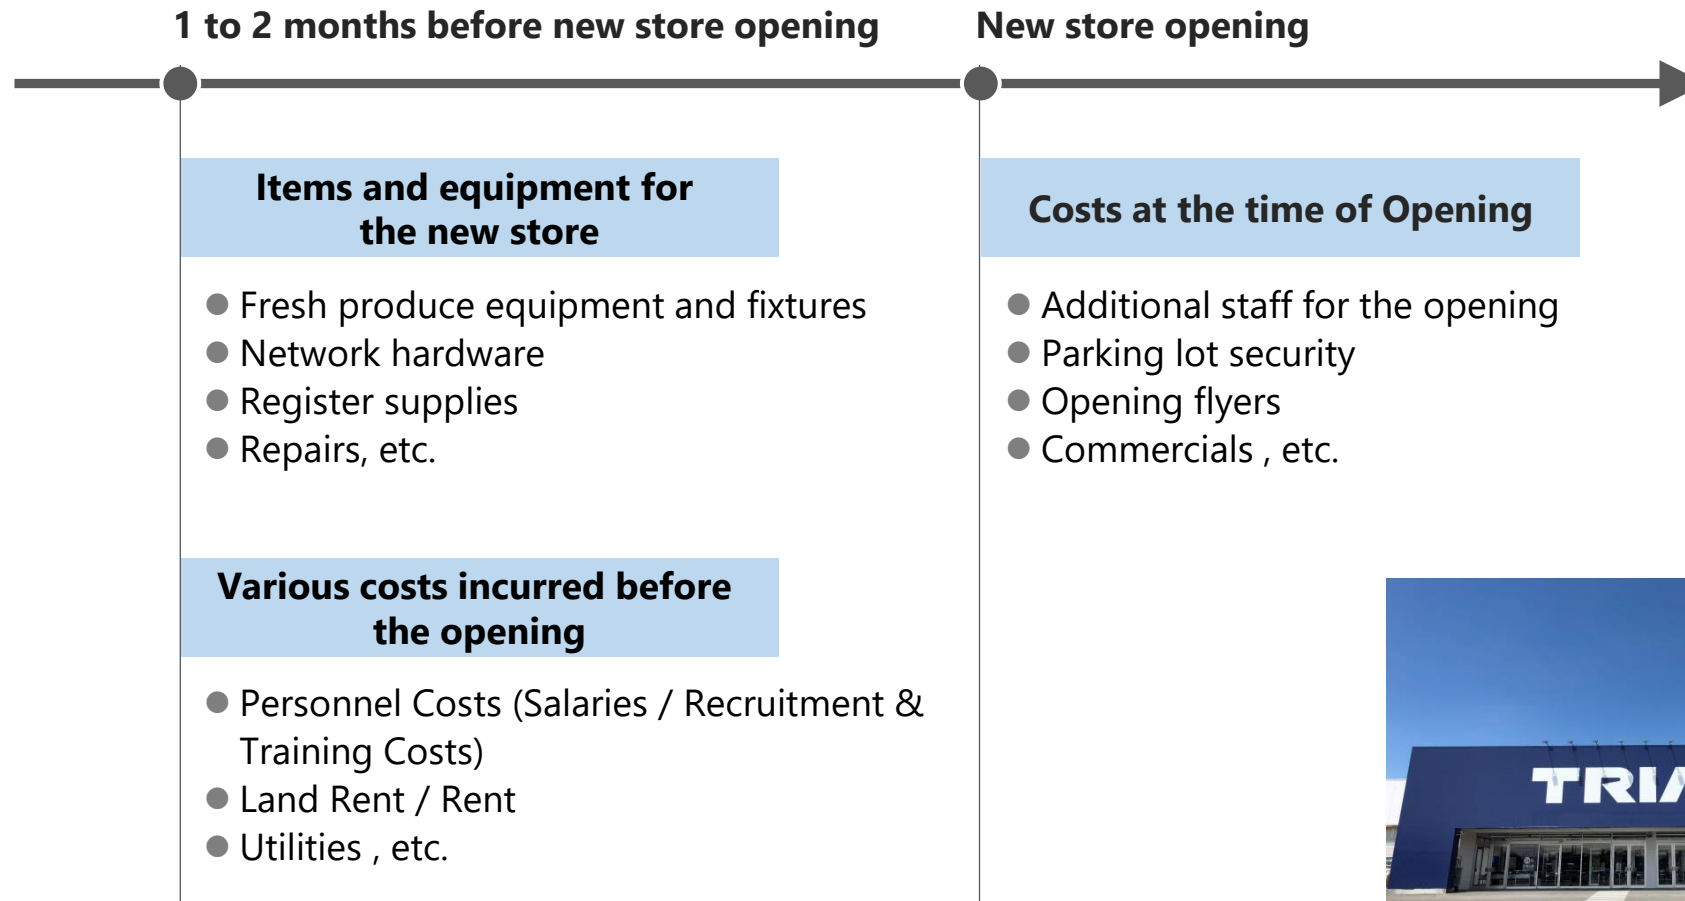 1 to 2 months before new store opening
New store opening
Items and equipment for
the new store
Fresh produce equipment and fixtures
Network hardware
Register supplies
Repairs, etc.
Various costs incurred before
the opening
Personnel Costs (Salaries / Recruitment &
Training Costs)
Land Rent / Rent
Utilities , etc.
Costs at the time of Opening
Additional staff for the opening
Parking lot security
Opening flyers
Commercials , etc.
TRIA